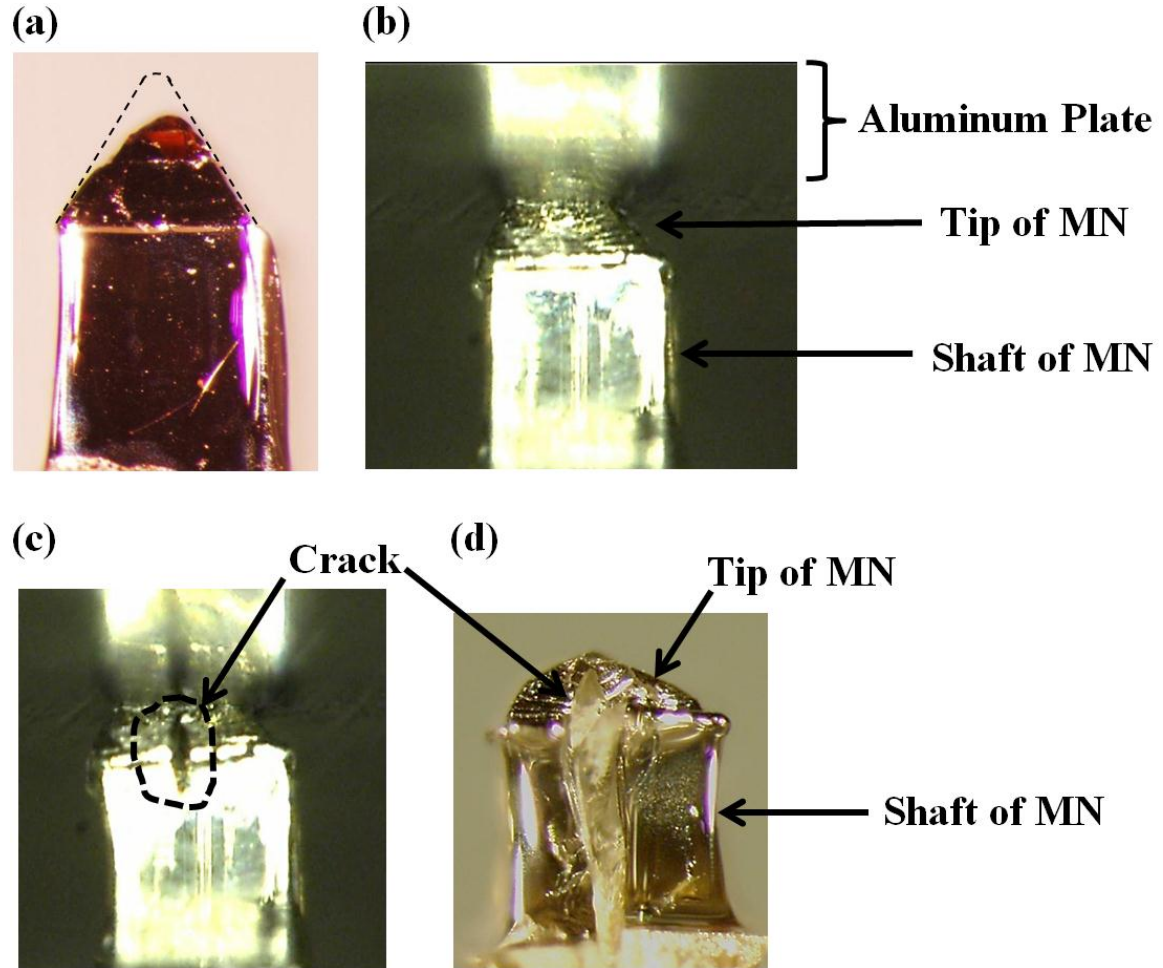 (a)
(b)
Aluminum Plate
Tip of MN
Shaft of MN
(c)
Crack
(d)
Tip of MN
Shaft of MN